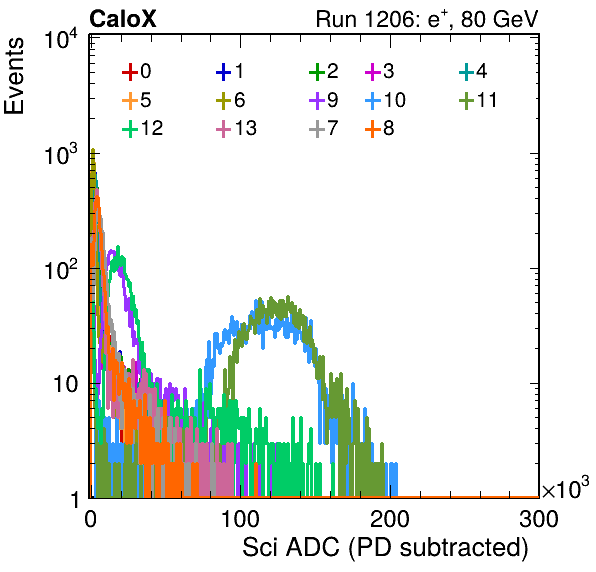 CaloX Run 1206: e⁺, 80 GeV
Events
10⁴
0 1 2 3 4
5 6 9 10 11
12 13 7 8
10³
10²
10
1
0 100 200 300
×10³
Sci ADC (PD subtracted)